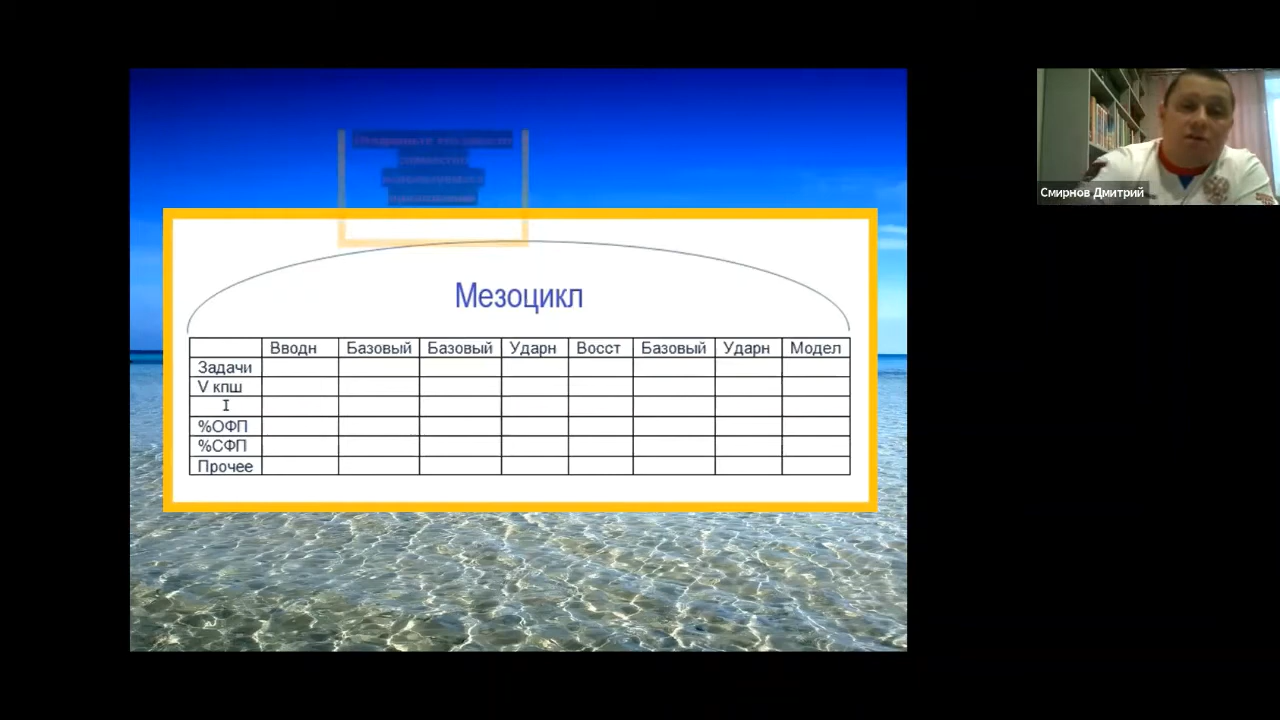 Мезоцикл
Вводн Базовый Базовый Ударн Восст Базовый Ударн Модел
Задачи
V кпш
I
%ОФП
%СФП
Прочее
Смирнов Дмитрий